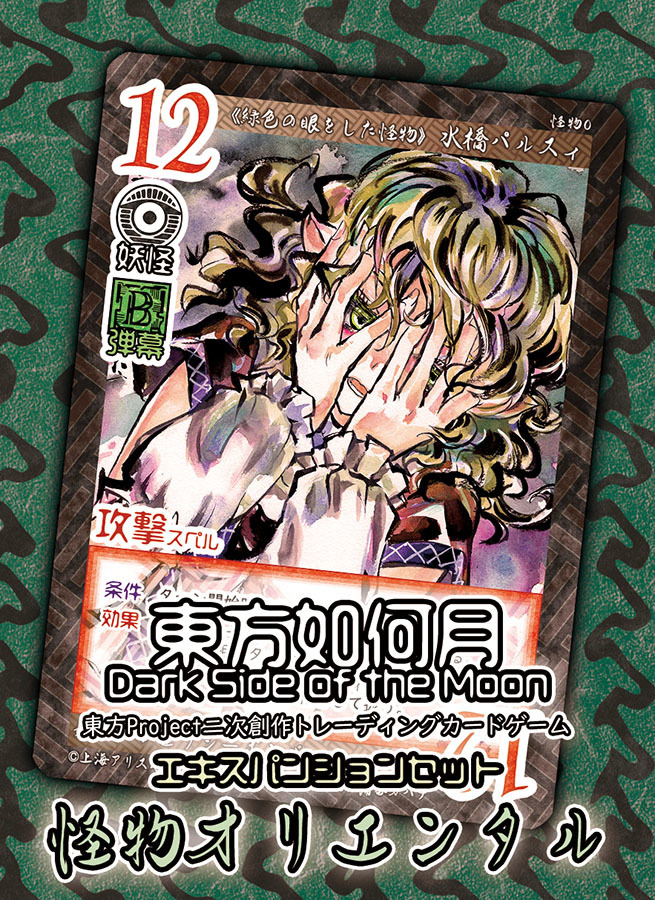 12
《緑色の眼をした怪物》 水橋パルスィ
怪物0
妖怪
B
弾幕
攻撃スペル
条件
効果
東方如何月
Dark Side of the Moon
東方Project二次創作トレーディングカードゲーム
エキスパンションセット
©上海アリス
怪物オリエンタル